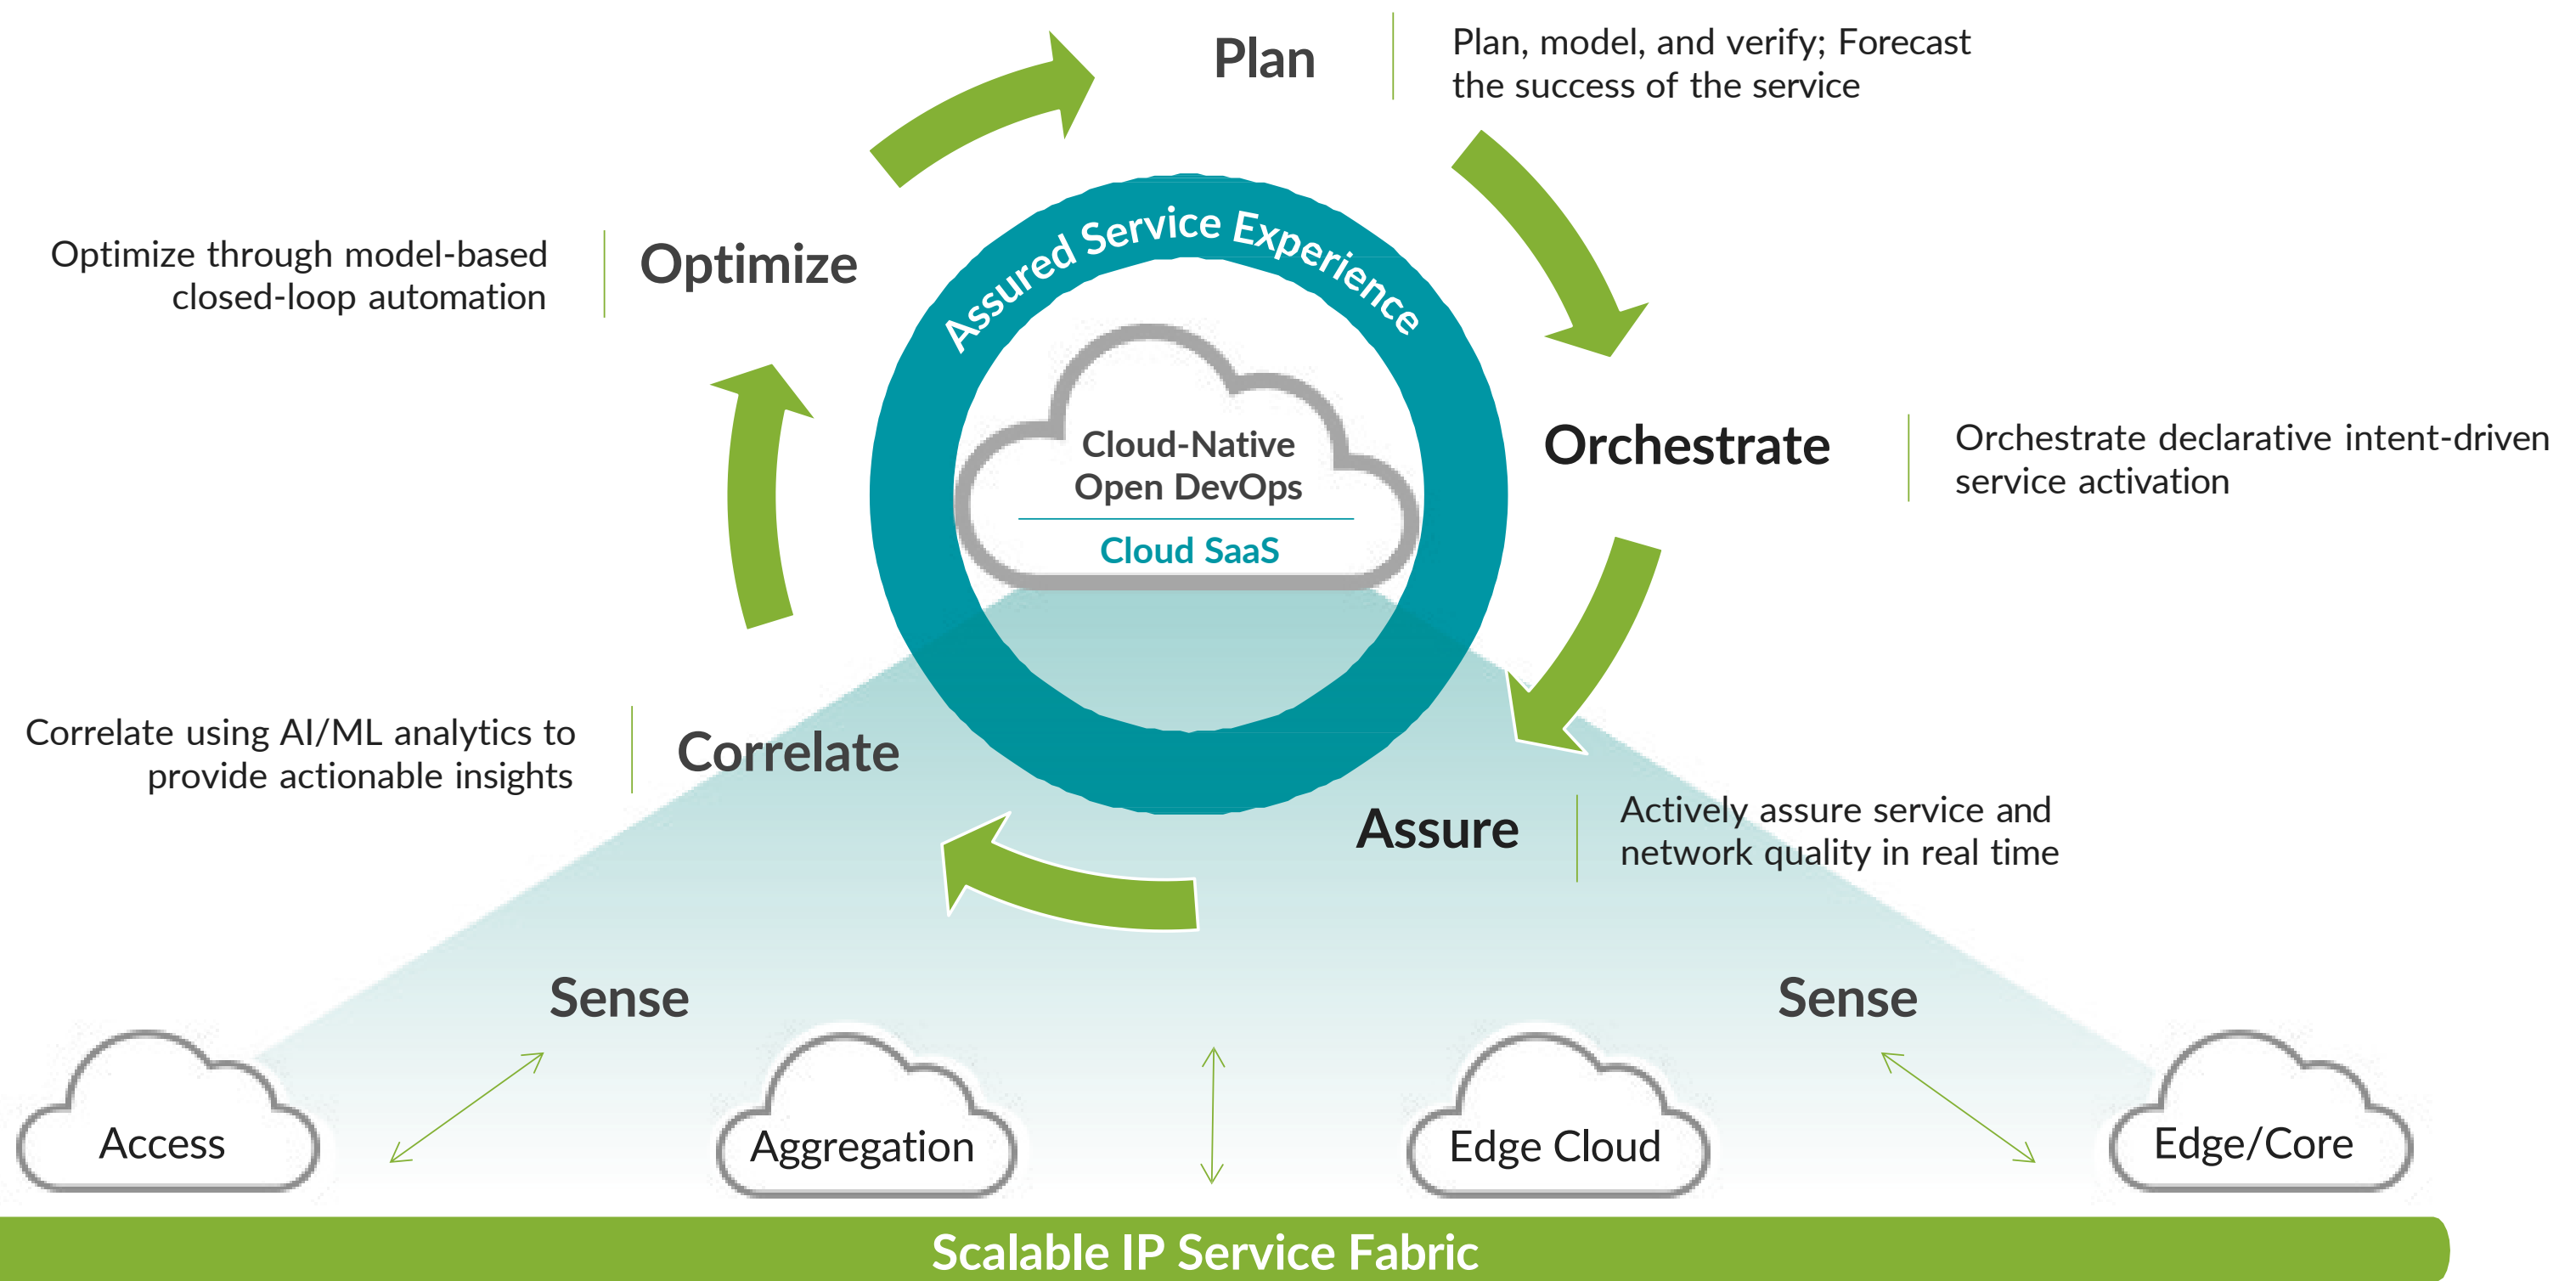 Plan
Plan, model, and verify; Forecast
the success of the service
Optimize through model-based
closed-loop automation
Optimize
Assured Service Experience
Cloud-Native
Open DevOps
Cloud SaaS
Orchestrate
Orchestrate declarative intent-driven
service activation
Correlate using AI/ML analytics to
provide actionable insights
Correlate
Assure
Actively assure service and
network quality in real time
Sense
Sense
Access
Aggregation
Edge Cloud
Edge/Core
Scalable IP Service Fabric